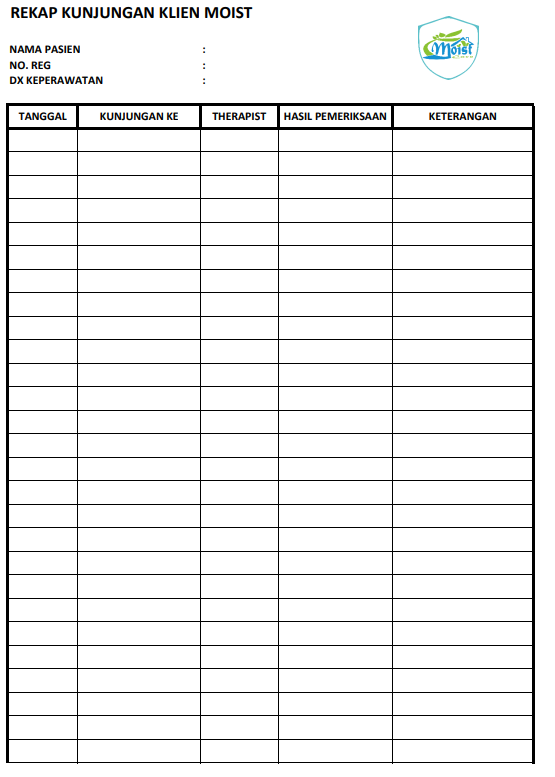 REKAP KUNJUNGAN KLIEN MOIST
Moist
NAMA PASIEN :
NO. REG :
DX KEPERAWATAN :
TANGGAL KUNJUNGAN KE THERAPIST HASIL PEMERIKSAAN KETERANGAN